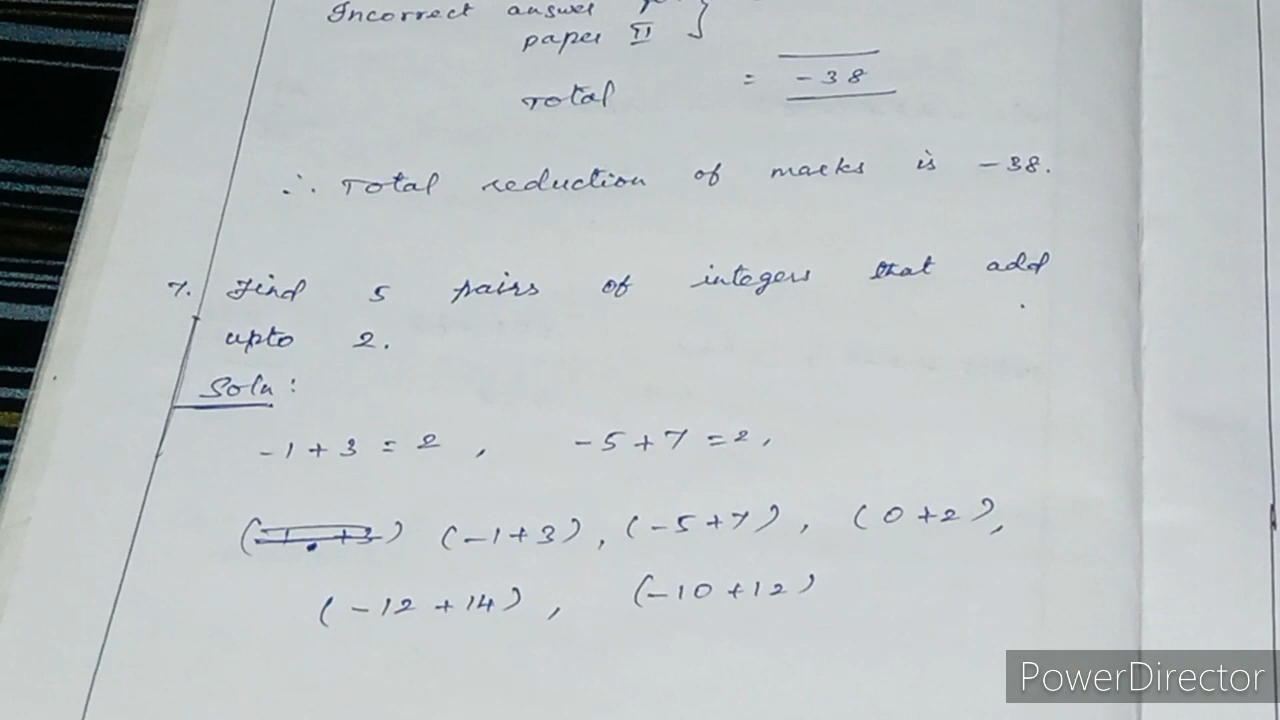 Incorrect answer
paper II }
Total = -38
∴ Total reduction of marks is -38.
7. Find 5 pairs of integers that add
upto 2.
Soln :
-1+3 = 2 , -5+7 = 2,
(-1+3), (-5+7), (0+2),
(-12+14), (-10+12)
PowerDirector